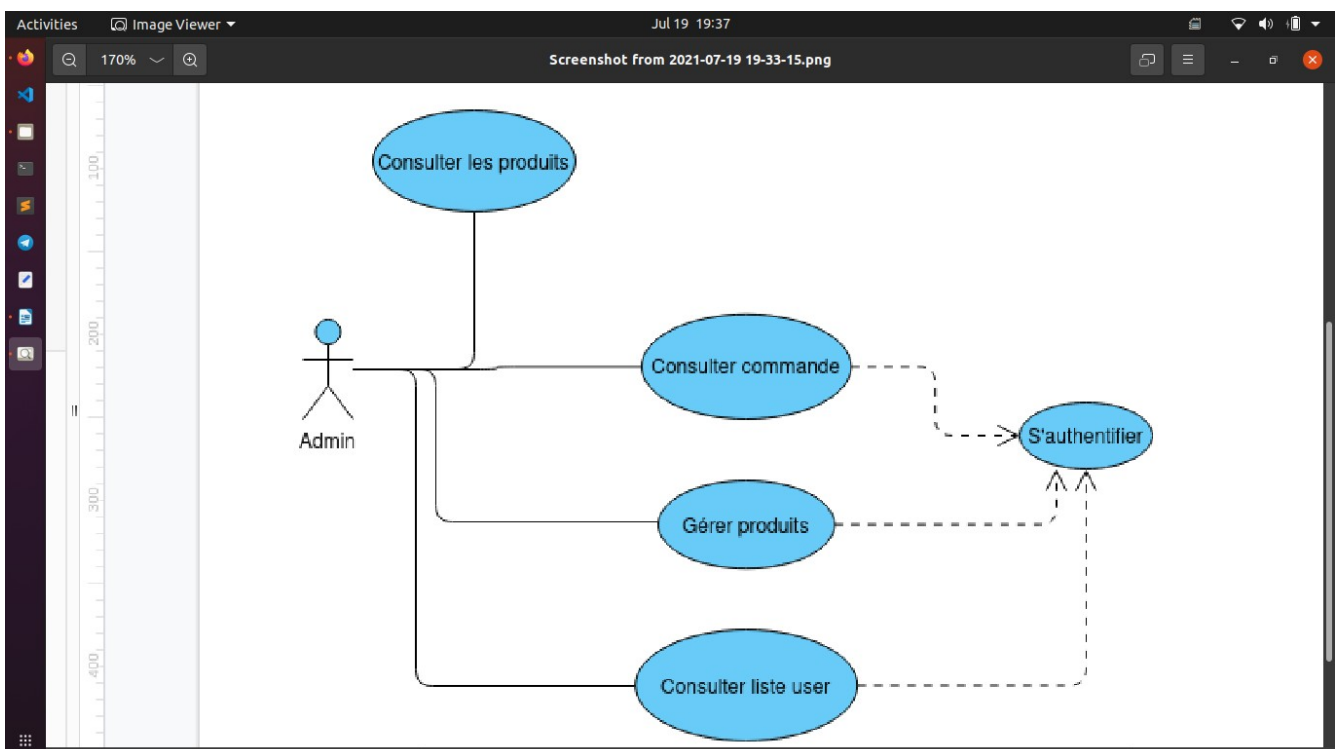 Activities Image Viewer Jul 19 19:37
170% Screenshot from 2021-07-19 19-33-15.png
100
Consulter les produits
200
Consulter commande
Admin
S'authentifier
300
Gérer produits
400
Consulter liste user